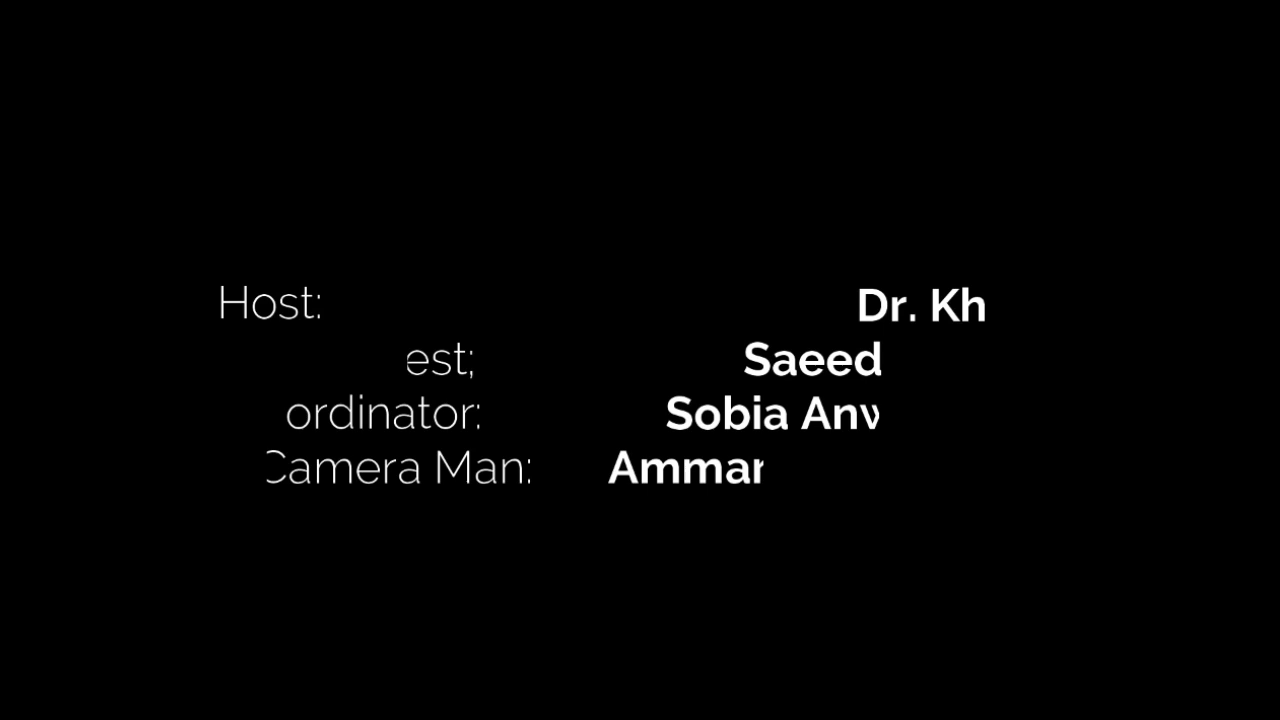 Host: Dr. Kh
est; Saeed
ordinator: Sobia Anv
Camera Man: Ammar